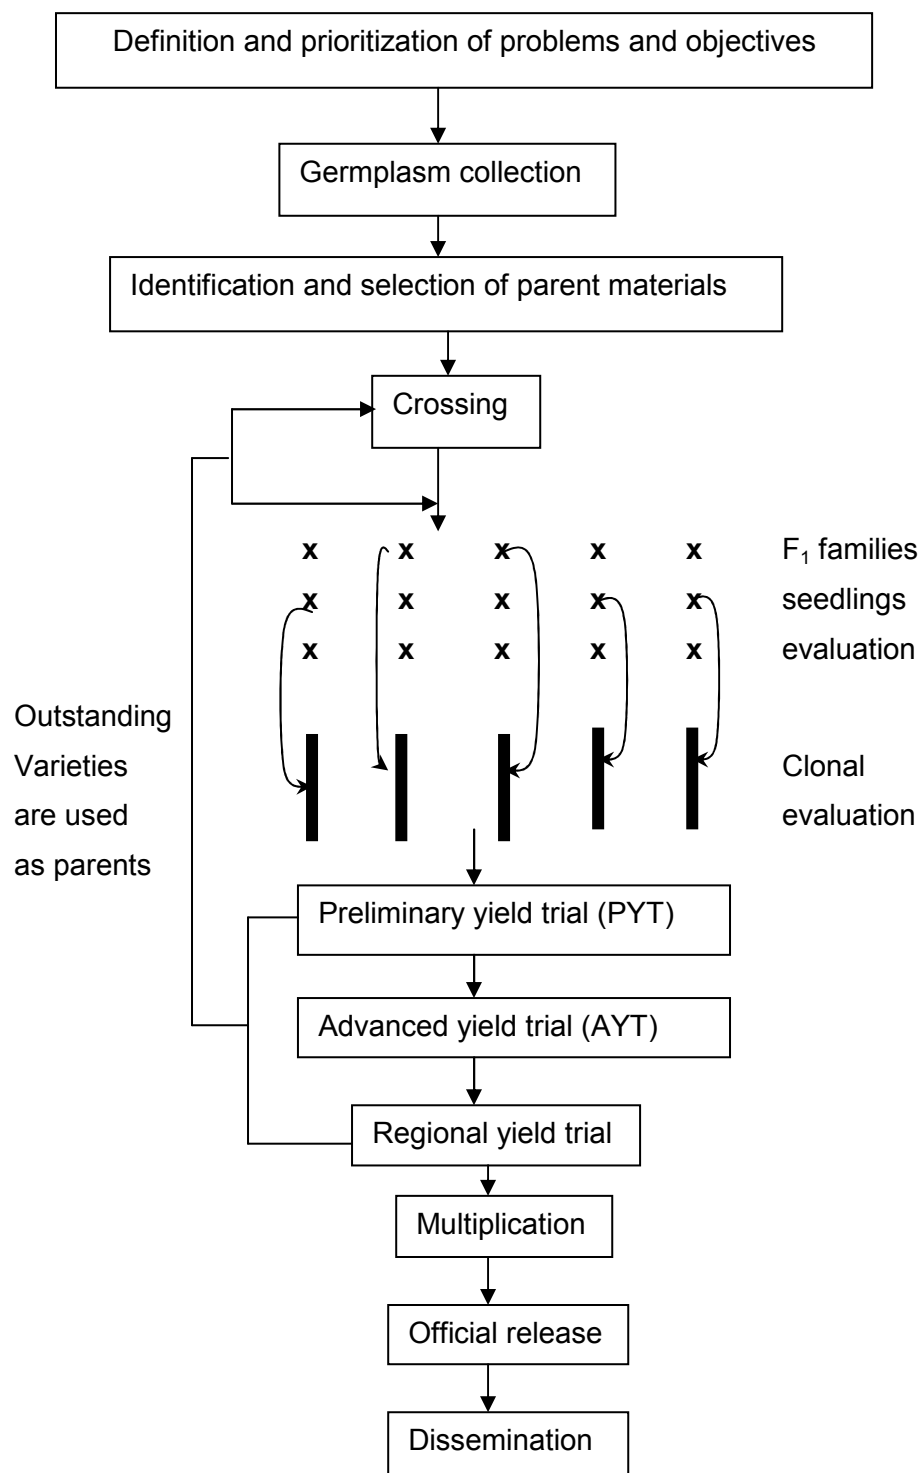 Definition and prioritization of problems and objectives
Germplasm collection
Identification and selection of parent materials
Crossing
x x x x x F₁ families
x x x x x seedlings
x x x x x evaluation
Outstanding
Varieties
are used
as parents
Clonal
evaluation
Preliminary yield trial (PYT)
Advanced yield trial (AYT)
Regional yield trial
Multiplication
Official release
Dissemination